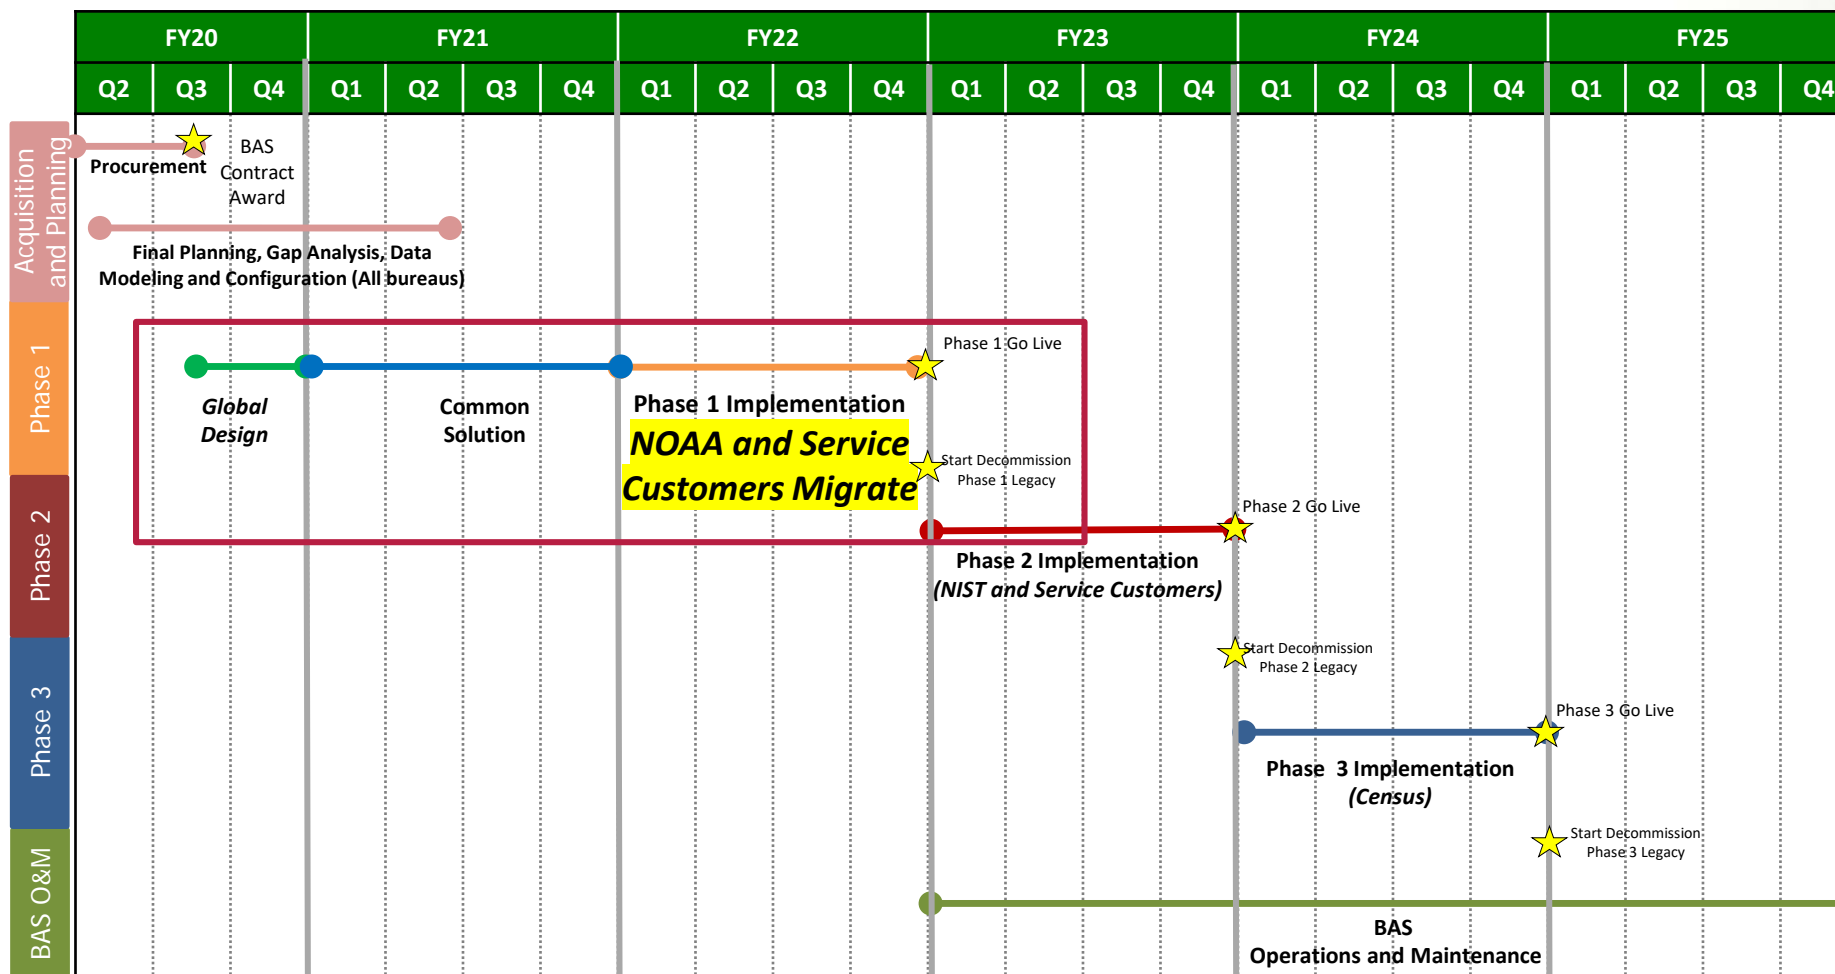 FY20 FY21 FY22 FY23 FY24 FY25
Q2 Q3 Q4 Q1 Q2 Q3 Q4 Q1 Q2 Q3 Q4 Q1 Q2 Q3 Q4 Q1 Q2 Q3 Q4 Q1 Q2 Q3 Q4
Acquisition
and Planning
Procurement
BAS
Contract
Award
Final Planning, Gap Analysis, Data
Modeling and Configuration (All bureaus)
Phase 1
Global
Design
Common
Solution
Phase 1 Implementation
NOAA and Service
Customers Migrate
Phase 1 Go Live
Start Decommission
Phase 1 Legacy
Phase 2
Phase 2 Go Live
Phase 2 Implementation
(NIST and Service Customers)
Start Decommission
Phase 2 Legacy
Phase 3
Phase 3 Go Live
Phase 3 Implementation
(Census)
Start Decommission
Phase 3 Legacy
BAS O&M
BAS
Operations and Maintenance